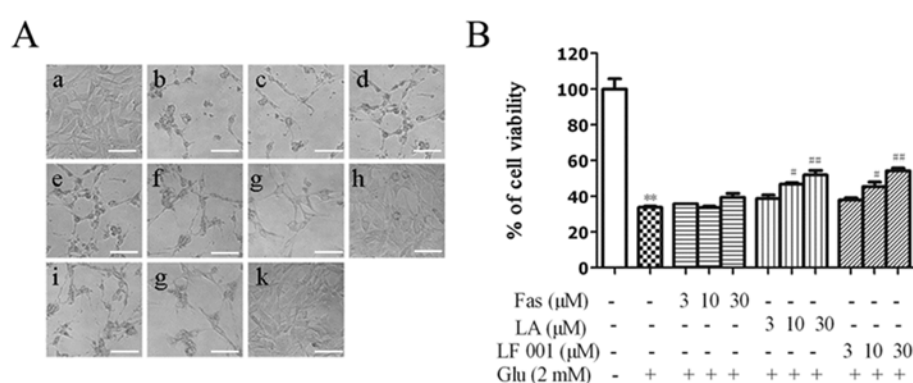 A
a b c d
e f g h
i g k
B
% of cell viability
120
100
80
60
40
20
0
** ¤ ¤¤ ¤ ¤¤
Fas (μM) - - 3 10 30 - - - - - -
LA (μM) - - - - - 3 10 30 - - -
LF 001 (μM) - - - - - - - - 3 10 30
Glu (2 mM) - + + + + + + + + + +